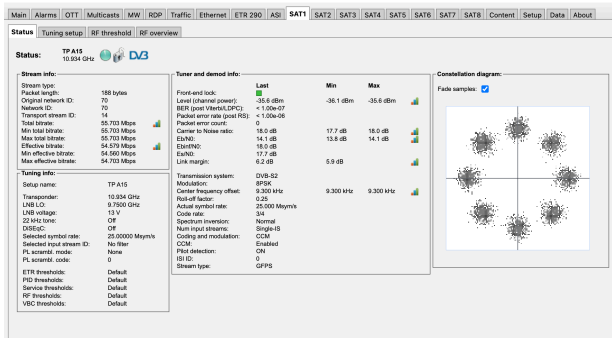 Main Alarms OTT Multicasts MW RDP Traffic Ethernet ETR 290 ASI SAT1 SAT2 SAT3 SAT4 SAT5 SAT6 SAT7 SAT8 Content Setup Data About
Status Tuning setup RF threshold RF overview
Status: TP A15
10.934 GHz DVB
Stream info:
Stream type:
Packet length: 188 bytes
Original network ID: 70
Network ID: 70
Transport stream ID: 14
Total bitrate: 55.703 Mbps
Min total bitrate: 55.703 Mbps
Max total bitrate: 55.703 Mbps
Effective bitrate: 54.579 Mbps
Min effective bitrate: 54.560 Mbps
Max effective bitrate: 54.703 Mbps
Tuning info:
Setup name: TP A15
Transponder: 10.934 GHz
LNB LO: 9.7500 GHz
LNB voltage: 13 V
22 kHz tone: Off
DiSEqC: Off
Selected symbol rate: 25.00000 Msym/s
Selected input stream ID: No filter
PL scrambl. mode: None
PL scrambl. code: 0
ETR thresholds: Default
PID thresholds: Default
Service thresholds: Default
RF thresholds: Default
VBC thresholds: Default
Tuner and demod info:
Last Min Max
Front-end lock:
Level (channel power): -35.6 dBm -36.1 dBm -35.6 dBm
BER (post Viterbi/LDPC): < 1.00e-07
Packet error rate (post RS): < 1.00e-06
Packet error count: 0
Carrier to Noise ratio: 18.0 dB 17.7 dB 18.0 dB
Eb/N0: 14.1 dB 13.8 dB 14.1 dB
Ebinf/N0: 18.0 dB
Es/N0: 17.7 dB
Link margin: 6.2 dB 5.9 dB
Transmission system: DVB-S2
Modulation: 8PSK
Center frequency offset: 9.300 kHz 9.300 kHz 9.300 kHz
Roll-off factor: 0.25
Actual symbol rate: 25.000 Msym/s
Code rate: 3/4
Spectrum inversion: Normal
Num input streams: Single-IS
Coding and modulation: CCM
CCM: Enabled
Pilot detection: ON
ISI ID: 0
Stream type: GFPS
Constellation diagram:
Fade samples: